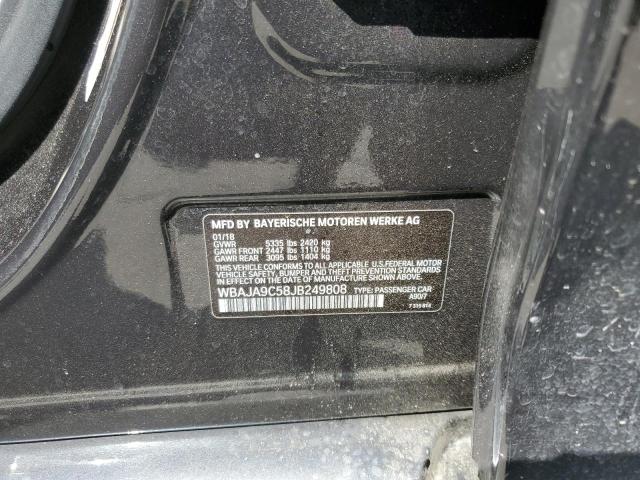 MFD BY BAYERISCHE MOTOREN WERKE AG
01/18
GVWR 5335 lbs 2420 kg
GAWR FRONT 2447 lbs 1110 kg
GAWR REAR 3095 lbs 1404 kg
THIS VEHICLE CONFORMS TO ALL APPLICABLE U.S. FEDERAL MOTOR
VEHICLE SAFETY, BUMPER, AND THEFT PREVENTION STANDARDS
IN EFFECT ON THE DATE OF MANUFACTURE SHOWN ABOVE.
WBAJA9C58JB249808 TYPE: PASSENGER CAR
A90/7